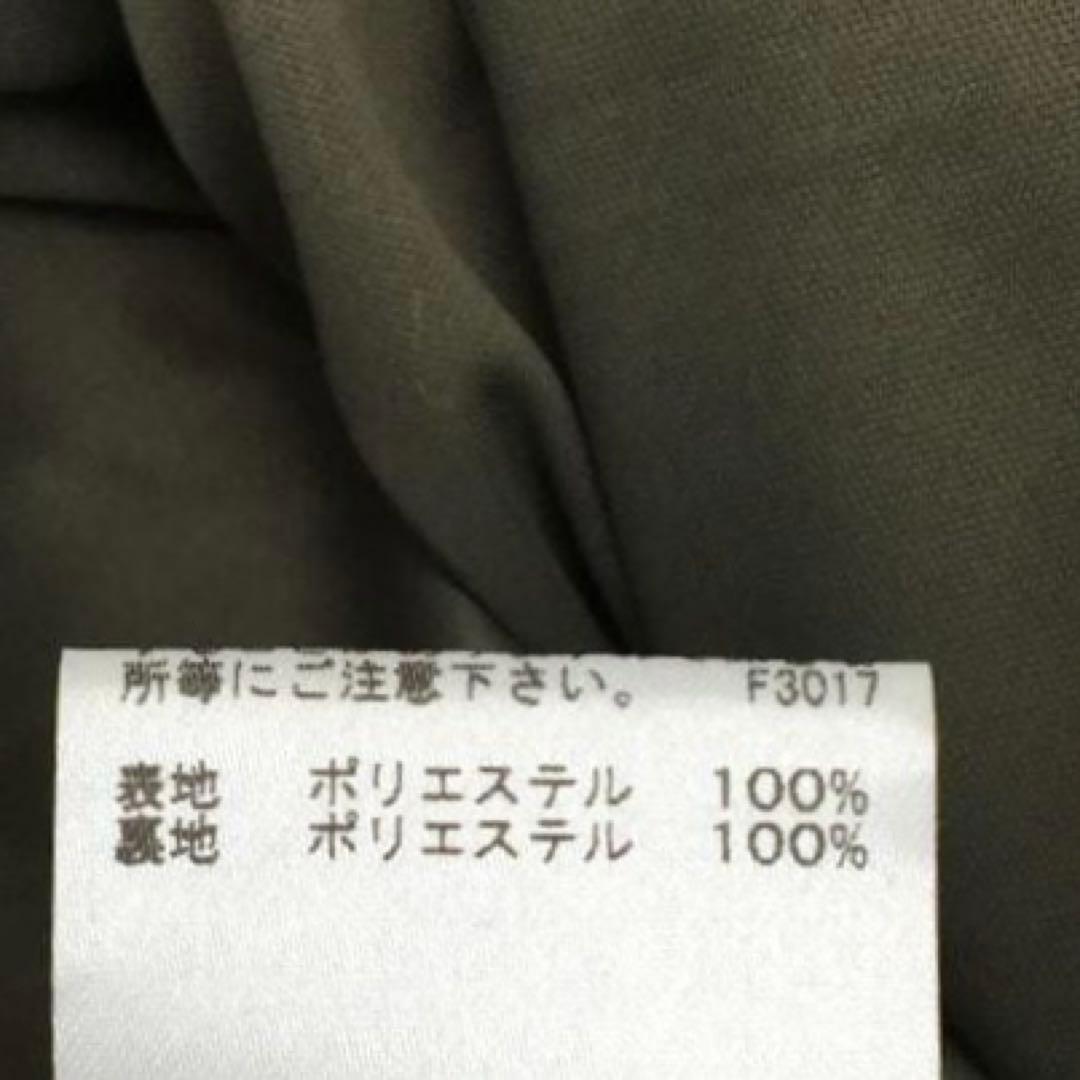 所等にご注意下さい。 F3017
表地 ポリエステル 100%
裏地 ポリエステル 100%